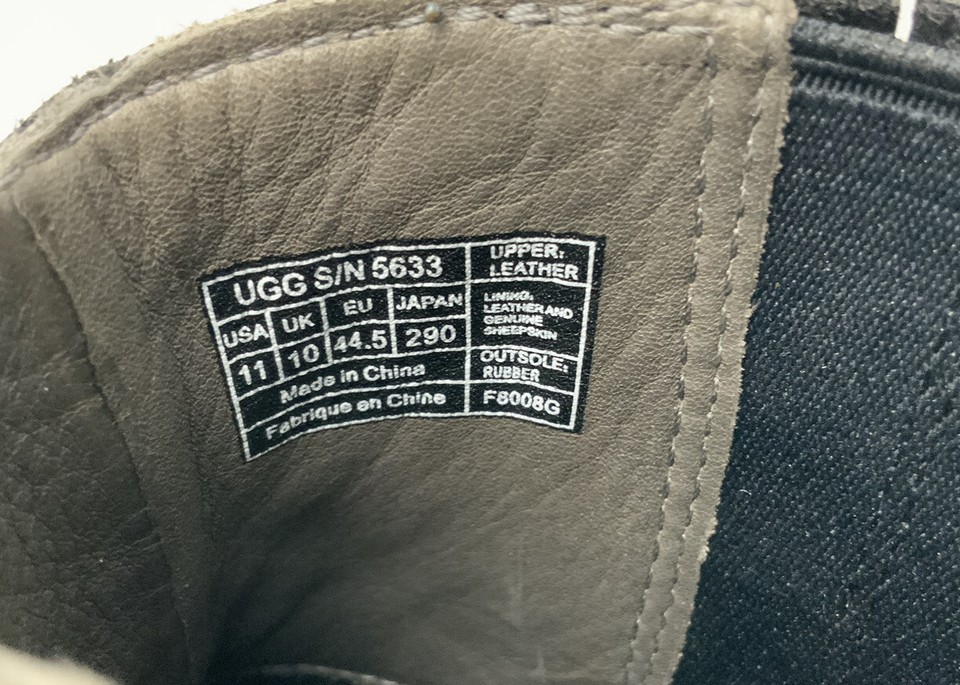 UGG S/N 5633
USA UK EU JAPAN
11 10 44.5 290
Made in China
Fabrique en Chine
UPPER:
LEATHER
LINING:
LEATHER AND
GENUINE
SHEEPSKIN
OUTSOLE:
RUBBER
F8008G